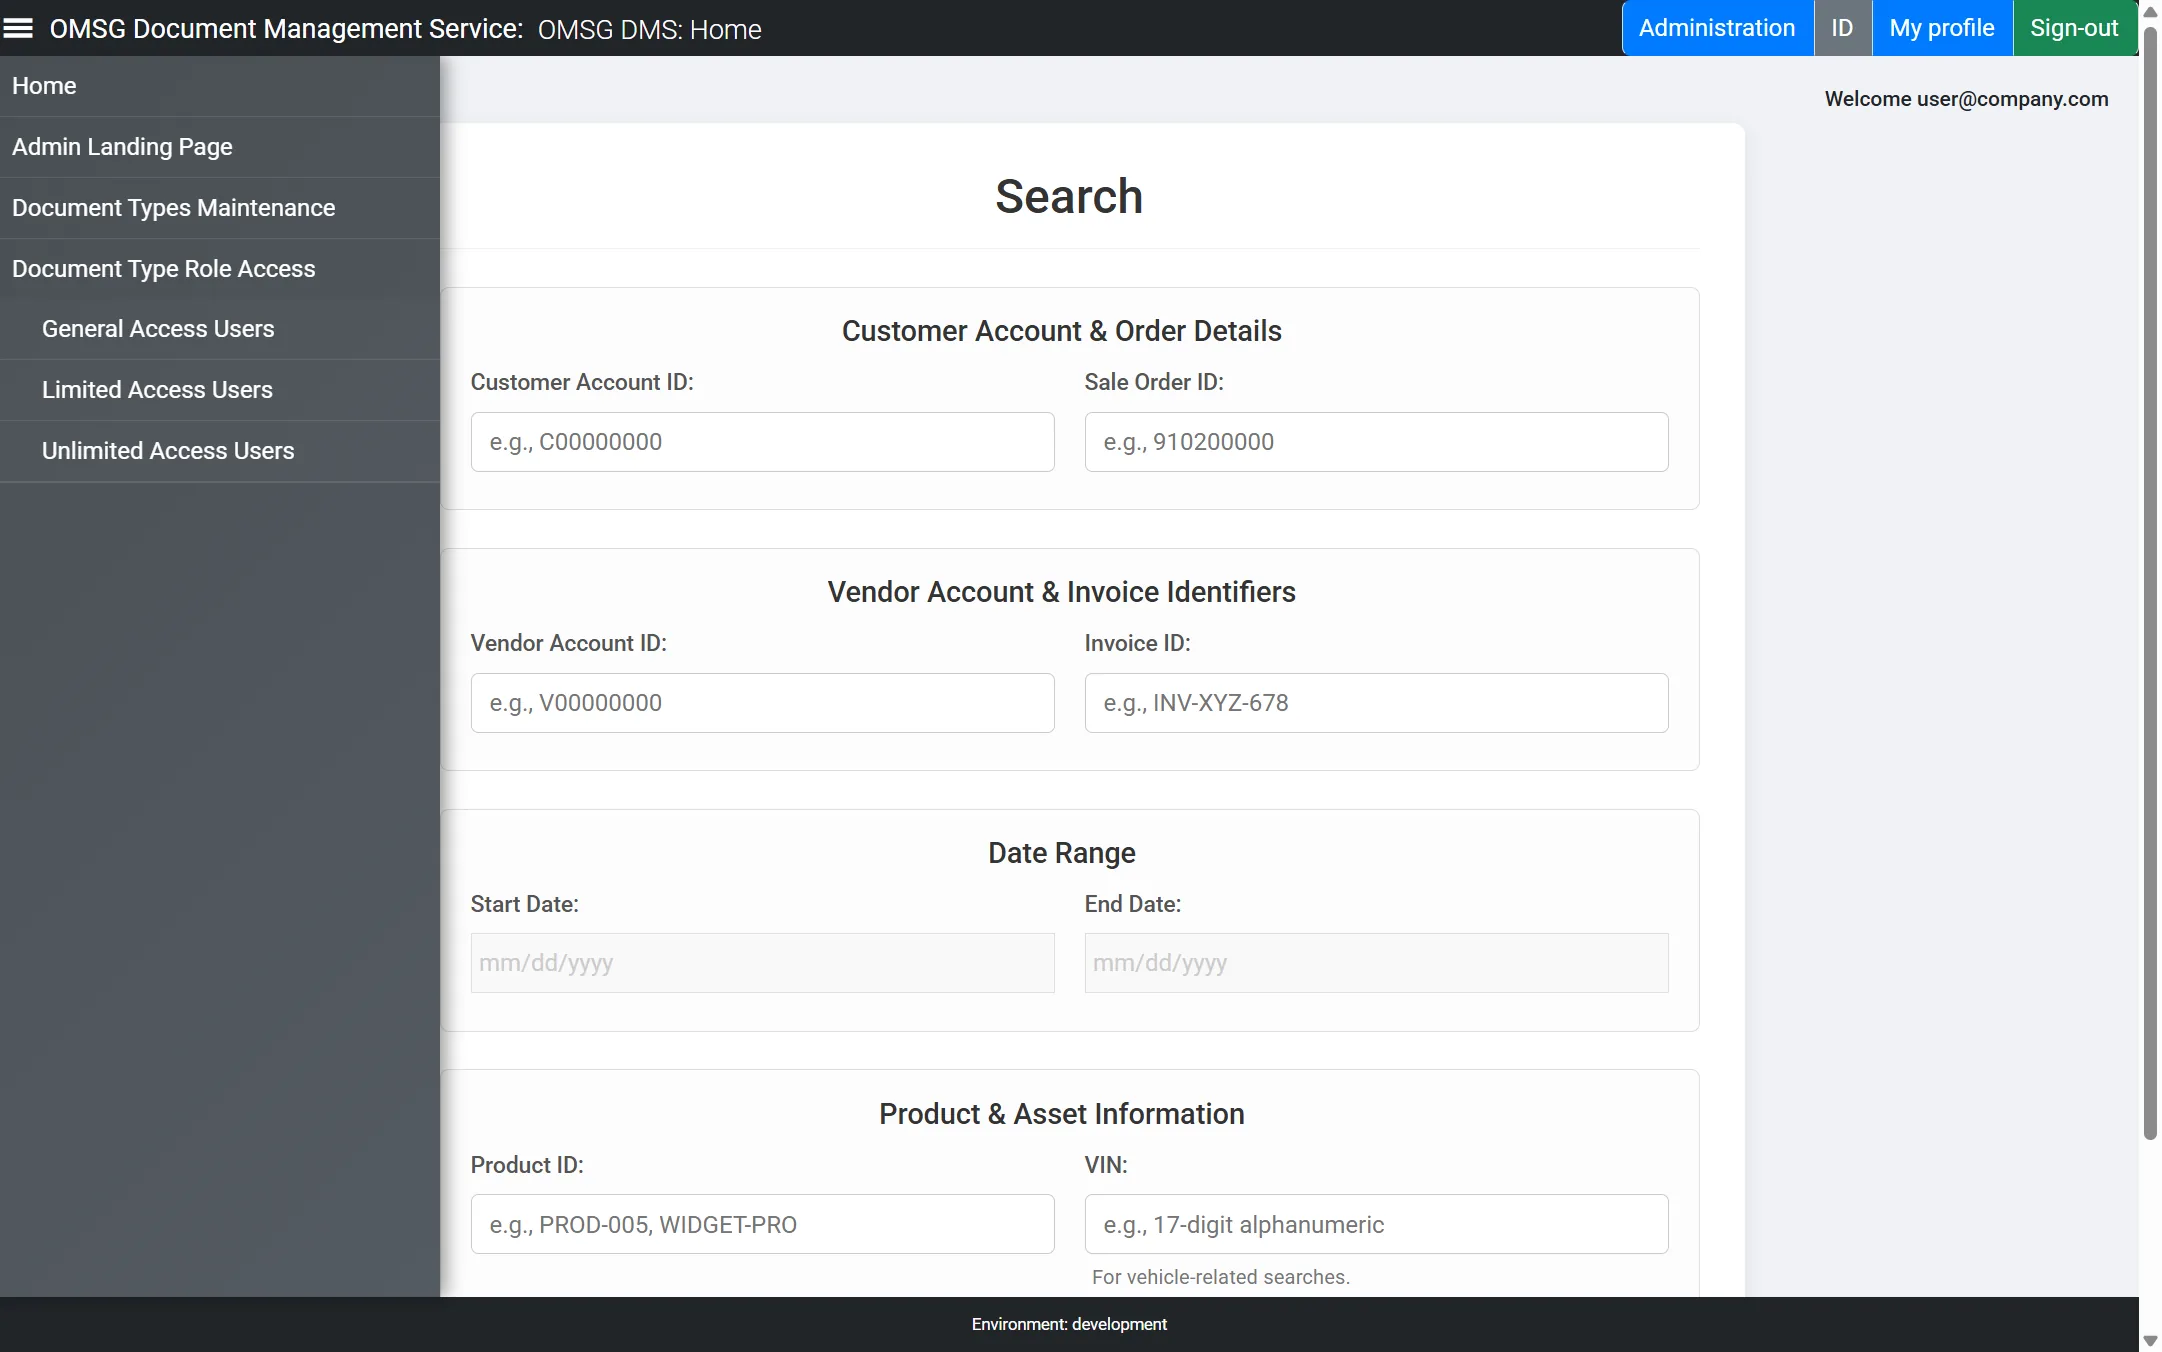 OMSG Document Management Service: OMSG DMS: Home
Administration ID My profile Sign-out
Home
Admin Landing Page
Document Types Maintenance
Document Type Role Access
General Access Users
Limited Access Users
Unlimited Access Users
Welcome user@company.com
Search
Customer Account & Order Details
Customer Account ID: Sale Order ID:
e.g., C00000000 e.g., 910200000
Vendor Account & Invoice Identifiers
Vendor Account ID: Invoice ID:
e.g., V00000000 e.g., INV-XYZ-678
Date Range
Start Date: End Date:
mm/dd/yyyy mm/dd/yyyy
Product & Asset Information
Product ID: VIN:
e.g., PROD-005, WIDGET-PRO e.g., 17-digit alphanumeric
For vehicle-related searches.
Environment: development